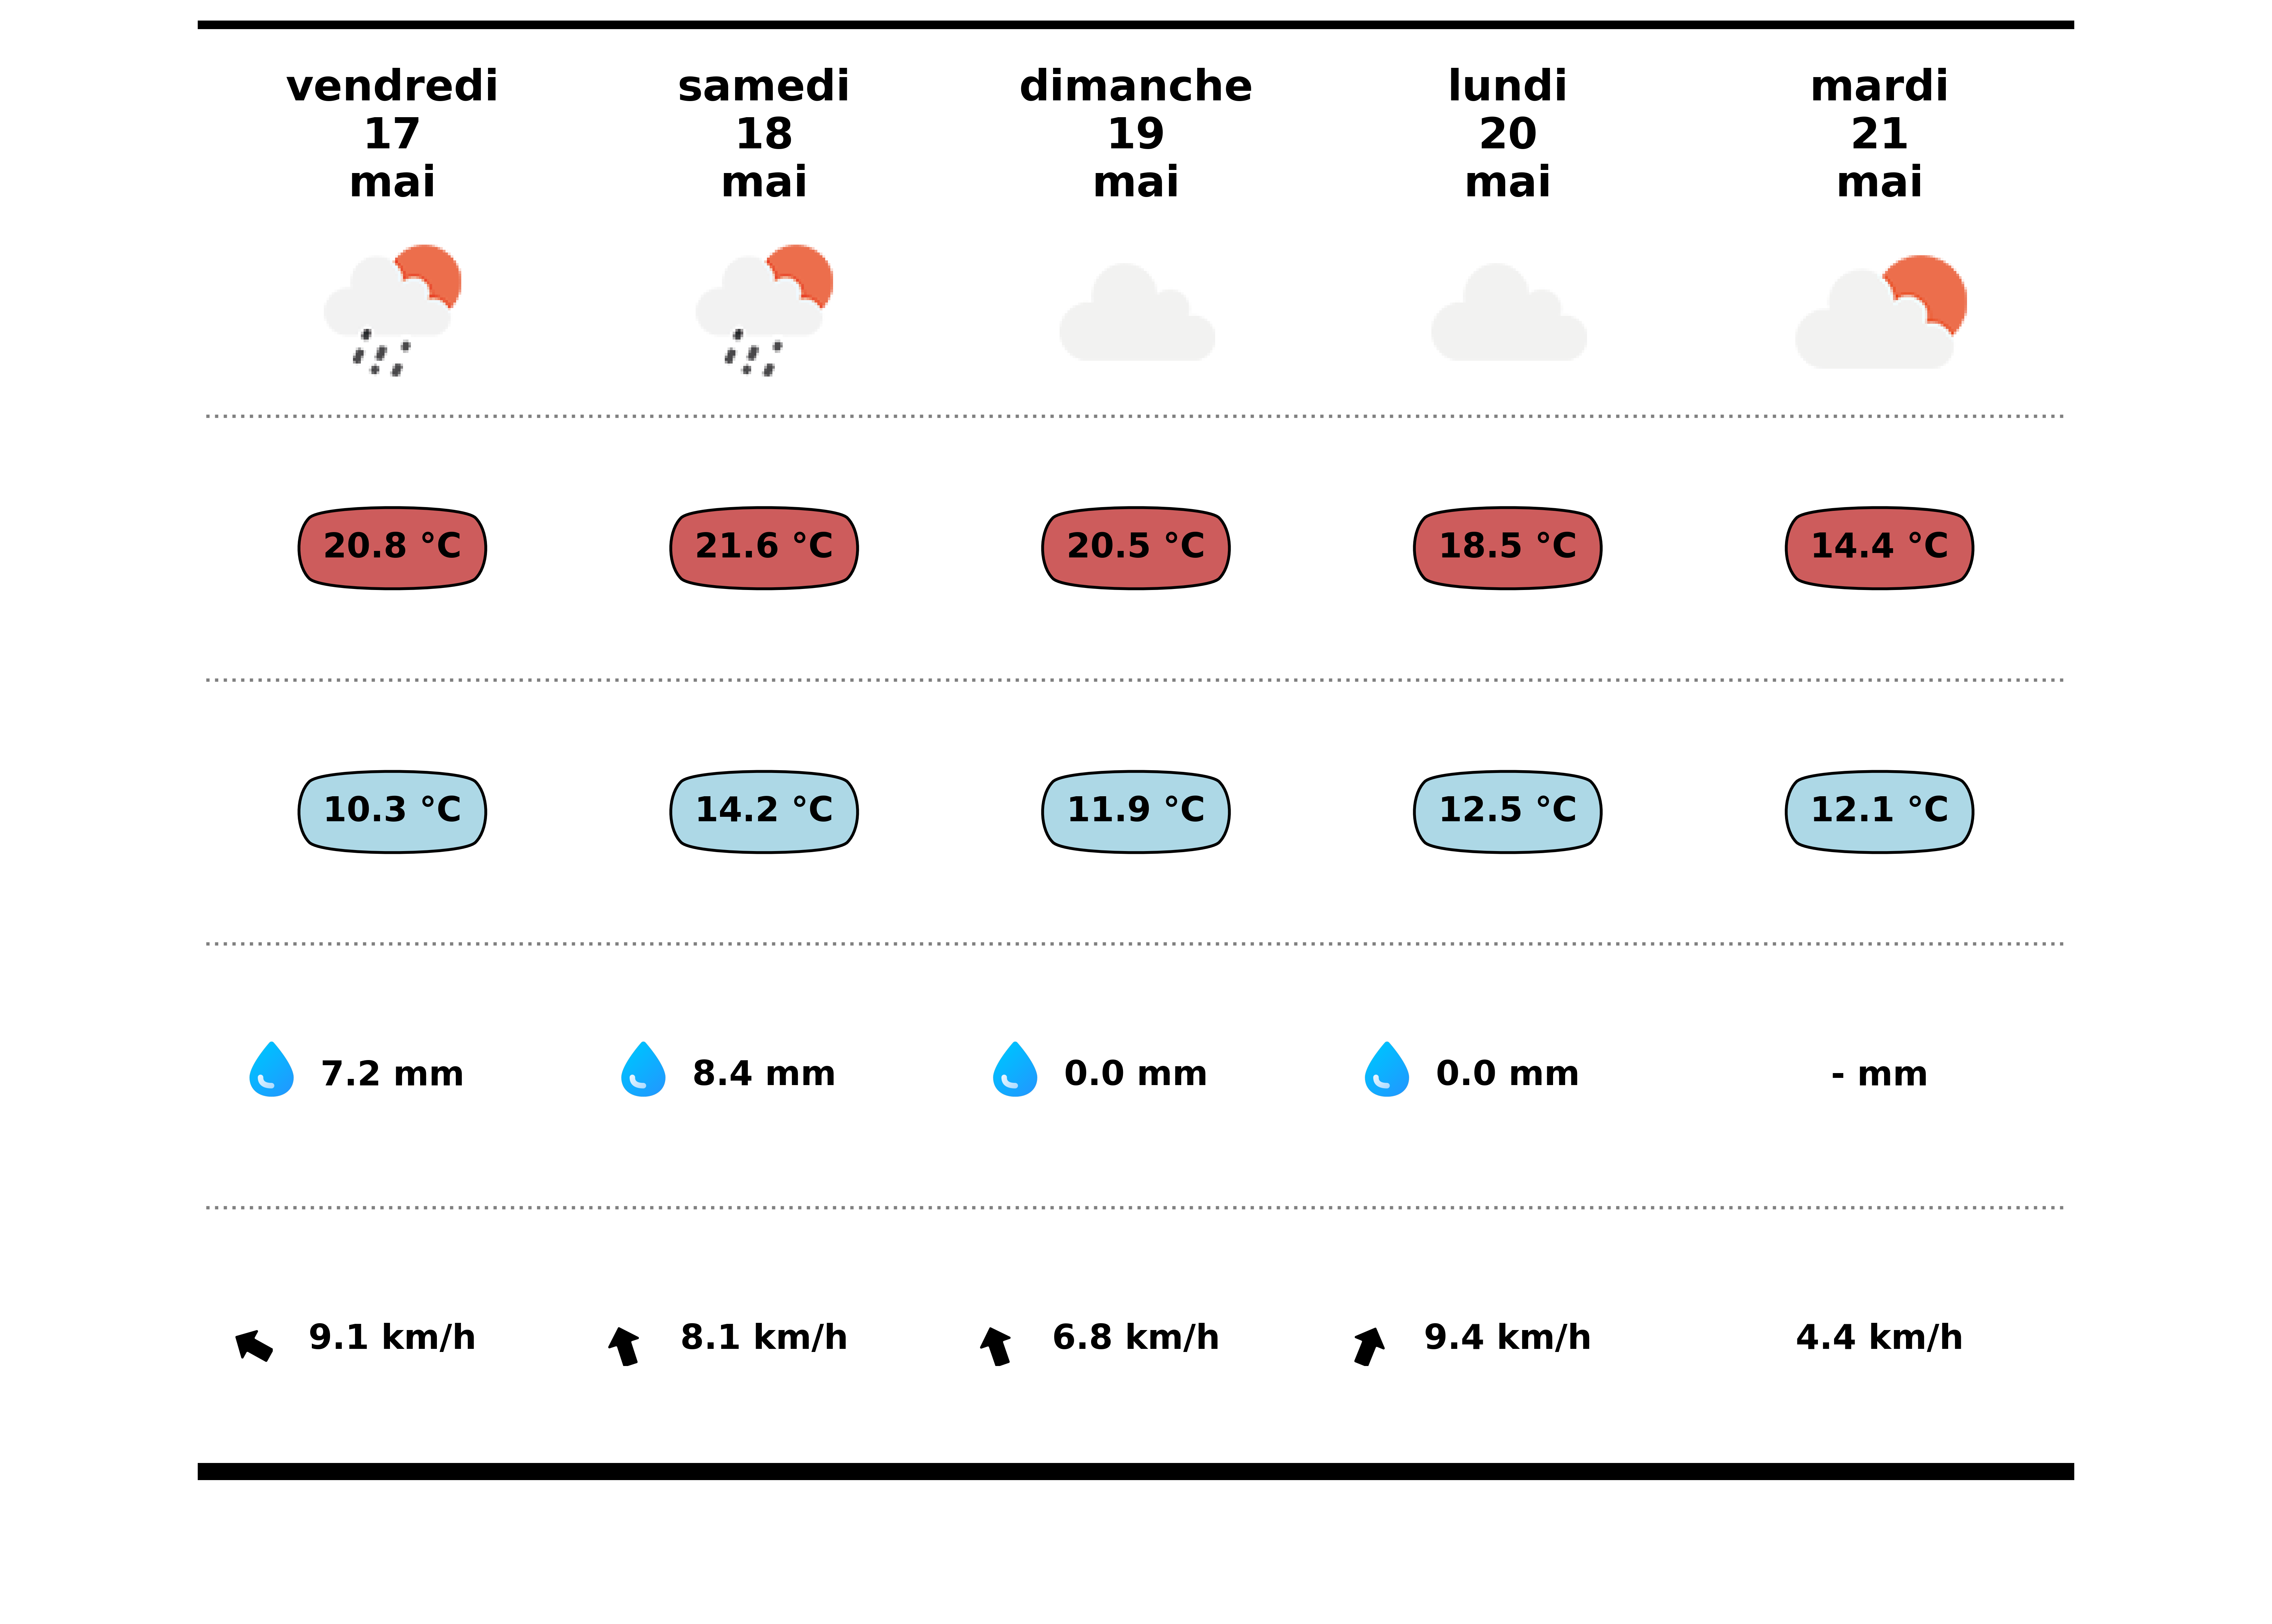 vendredi
17
mai
samedi
18
mai
dimanche
19
mai
lundi
20
mai
mardi
21
mai
20.8 °C
21.6 °C
20.5 °C
18.5 °C
14.4 °C
10.3 °C
14.2 °C
11.9 °C
12.5 °C
12.1 °C
7.2 mm
8.4 mm
0.0 mm
0.0 mm
- mm
9.1 km/h
8.1 km/h
6.8 km/h
9.4 km/h
4.4 km/h